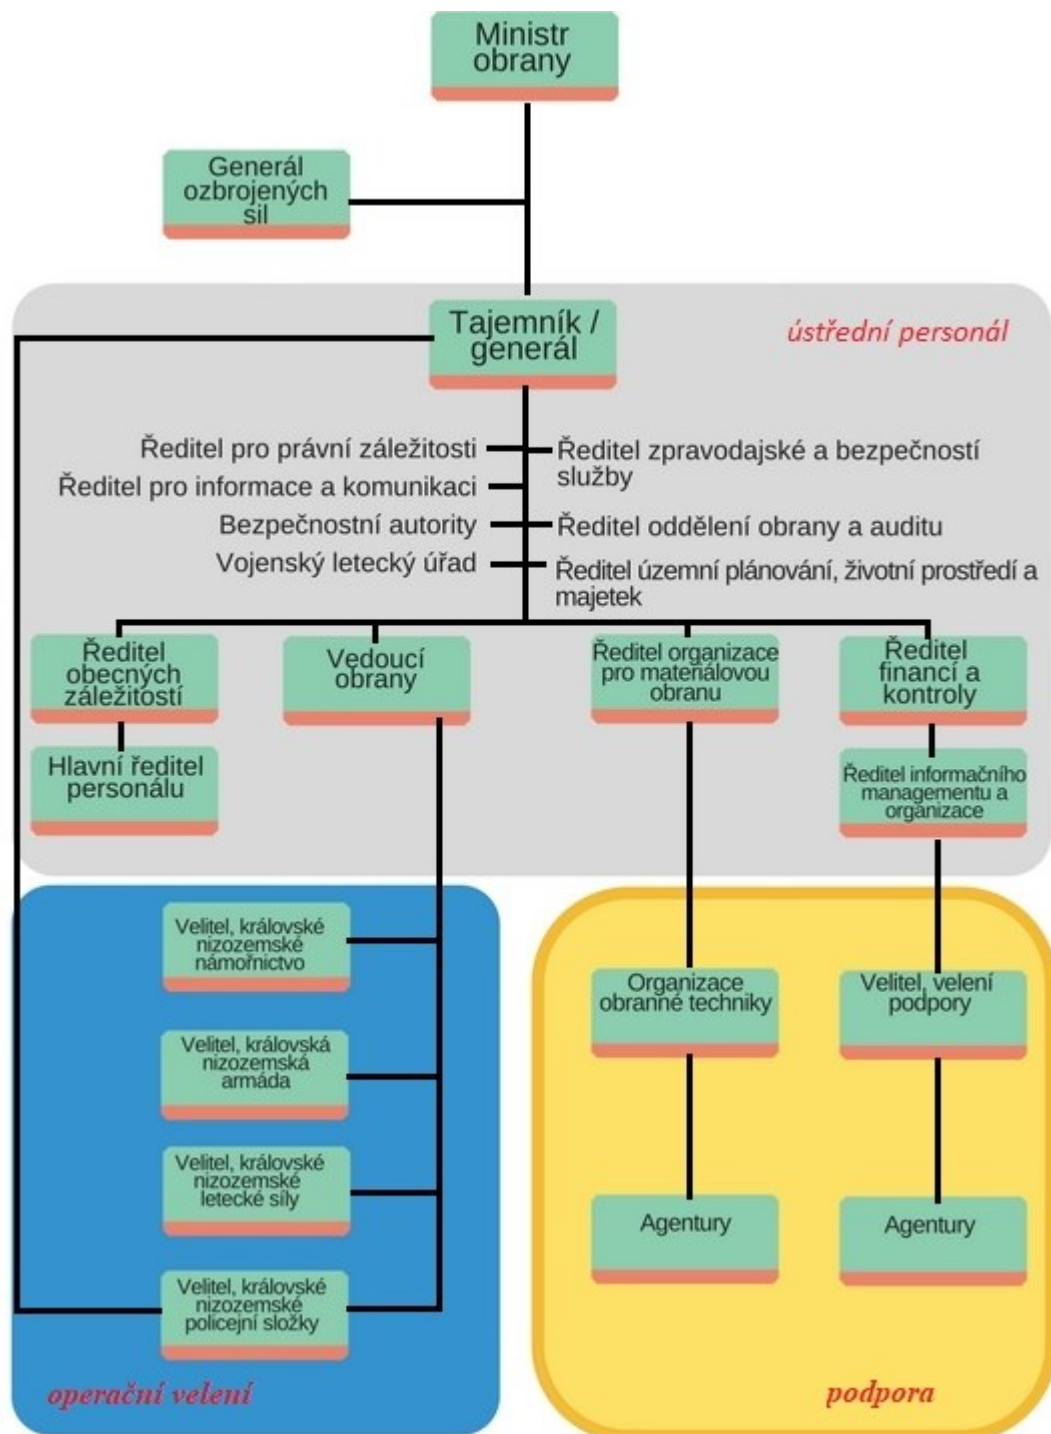 Ministr
obrany
Generál
ozbrojených
sil
Tajemník /
generál
ústřední personál
Ředitel pro právní záležitosti
Ředitel zpravodajské a bezpečností
služby
Ředitel pro informace a komunikaci
Bezpečnostní autority
Ředitel oddělení obrany a auditu
Vojenský letecký úřad
Ředitel územní plánování, životní prostředí a
majetek
Ředitel
obecných
záležitostí
Vedoucí
obrany
Ředitel organizace
pro materiálovou
obranu
Ředitel
financí a
kontroly
Hlavní ředitel
personálu
Ředitel informačního
managementu a
organizace
Velitel, královské
nizozemské
námořnictvo
Organizace
obranné techniky
Velitel, velení
podpory
Velitel, královská
nizozemská
armáda
Velitel, královské
nizozemské
letecké síly
Agentury
Agentury
Velitel, královské
nizozemské
policejní složky
operační velení
podpora